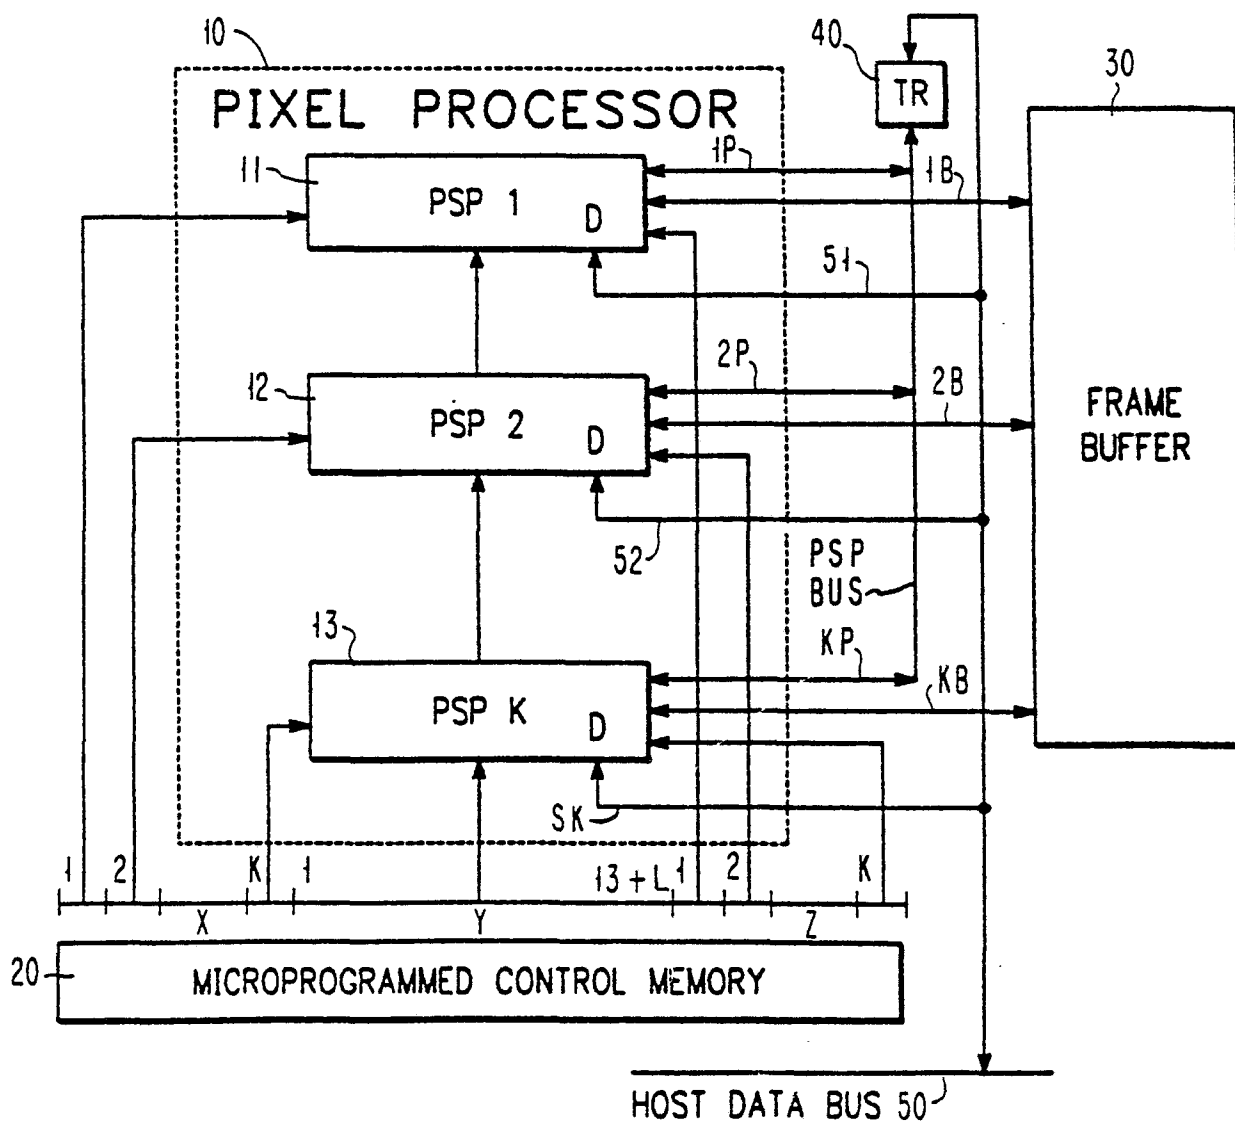 10
40
30
TR
PIXEL PROCESSOR
11
1P
1B
PSP 1
D
51
12
2P
2B
PSP 2
D
FRAME
BUFFER
52
PSP
BUS
13
KP
KB
PSP K
D
SK
1 2 K 1 13+L 1 2 K
X Y Z
20
MICROPROGRAMMED CONTROL MEMORY
HOST DATA BUS 50